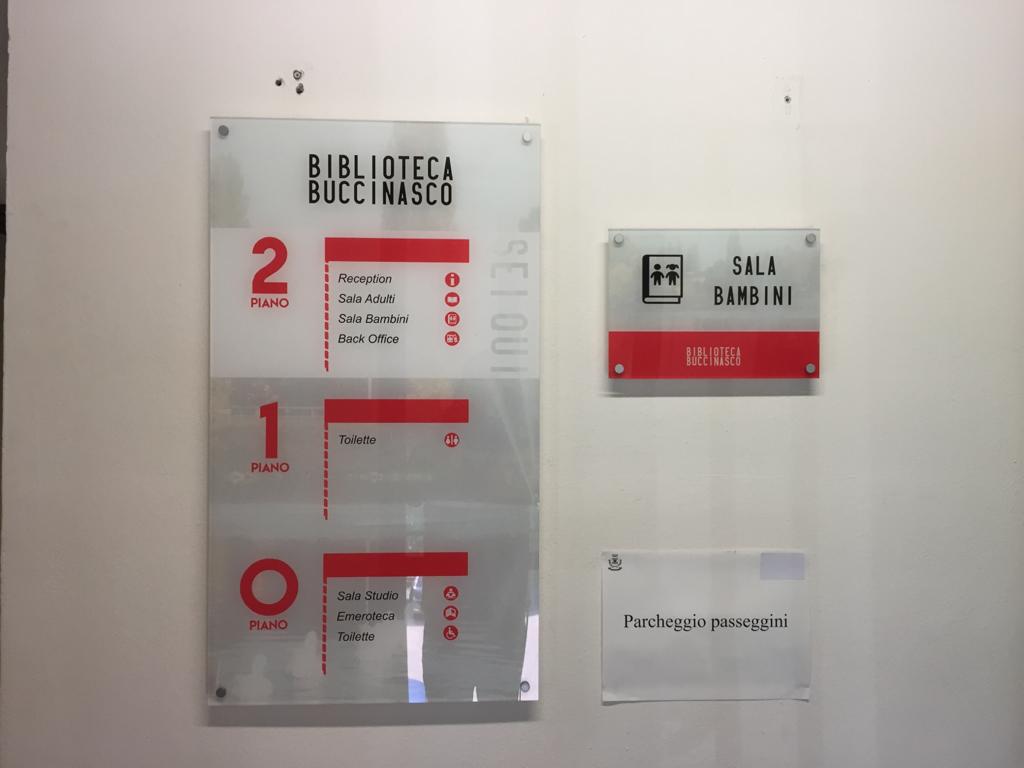 BIBLIOTECA
BUCCINASCO
2
PIANO
Reception
Sala Adulti
Sala Bambini
Back Office
SEI QUI
1
PIANO
Toilette
0
PIANO
Sala Studio
Emeroteca
Toilette
SALA
BAMBINI
BIBLIOTECA
BUCCINASCO
Parcheggio passeggini